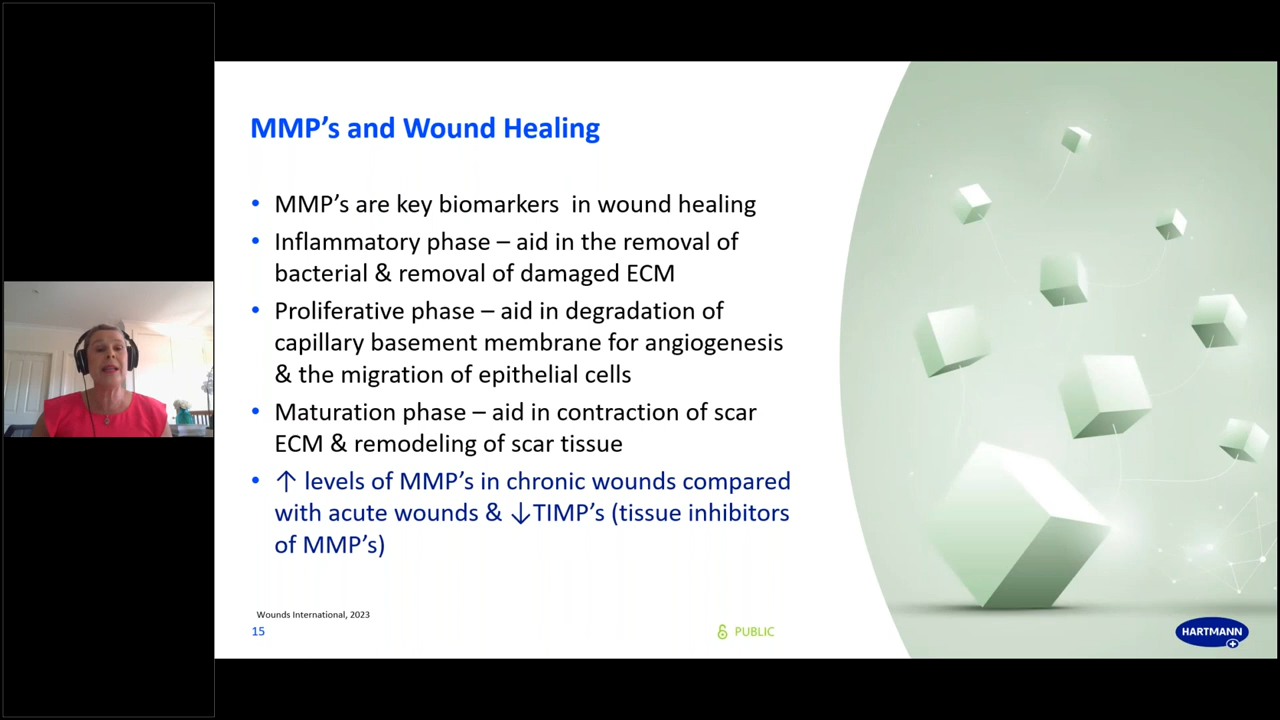 MMP’s and Wound Healing
• MMP’s are key biomarkers  in wound healing
• Inflammatory phase – aid in the removal of
bacterial & removal of damaged ECM
• Proliferative phase – aid in degradation of
capillary basement membrane for angiogenesis
& the migration of epithelial cells
• Maturation phase – aid in contraction of scar
ECM & remodeling of scar tissue
• ↑ levels of MMP’s in chronic wounds compared
with acute wounds & ↓TIMP’s (tissue inhibitors
of MMP’s)
Wounds International, 2023
15
PUBLIC
HARTMANN